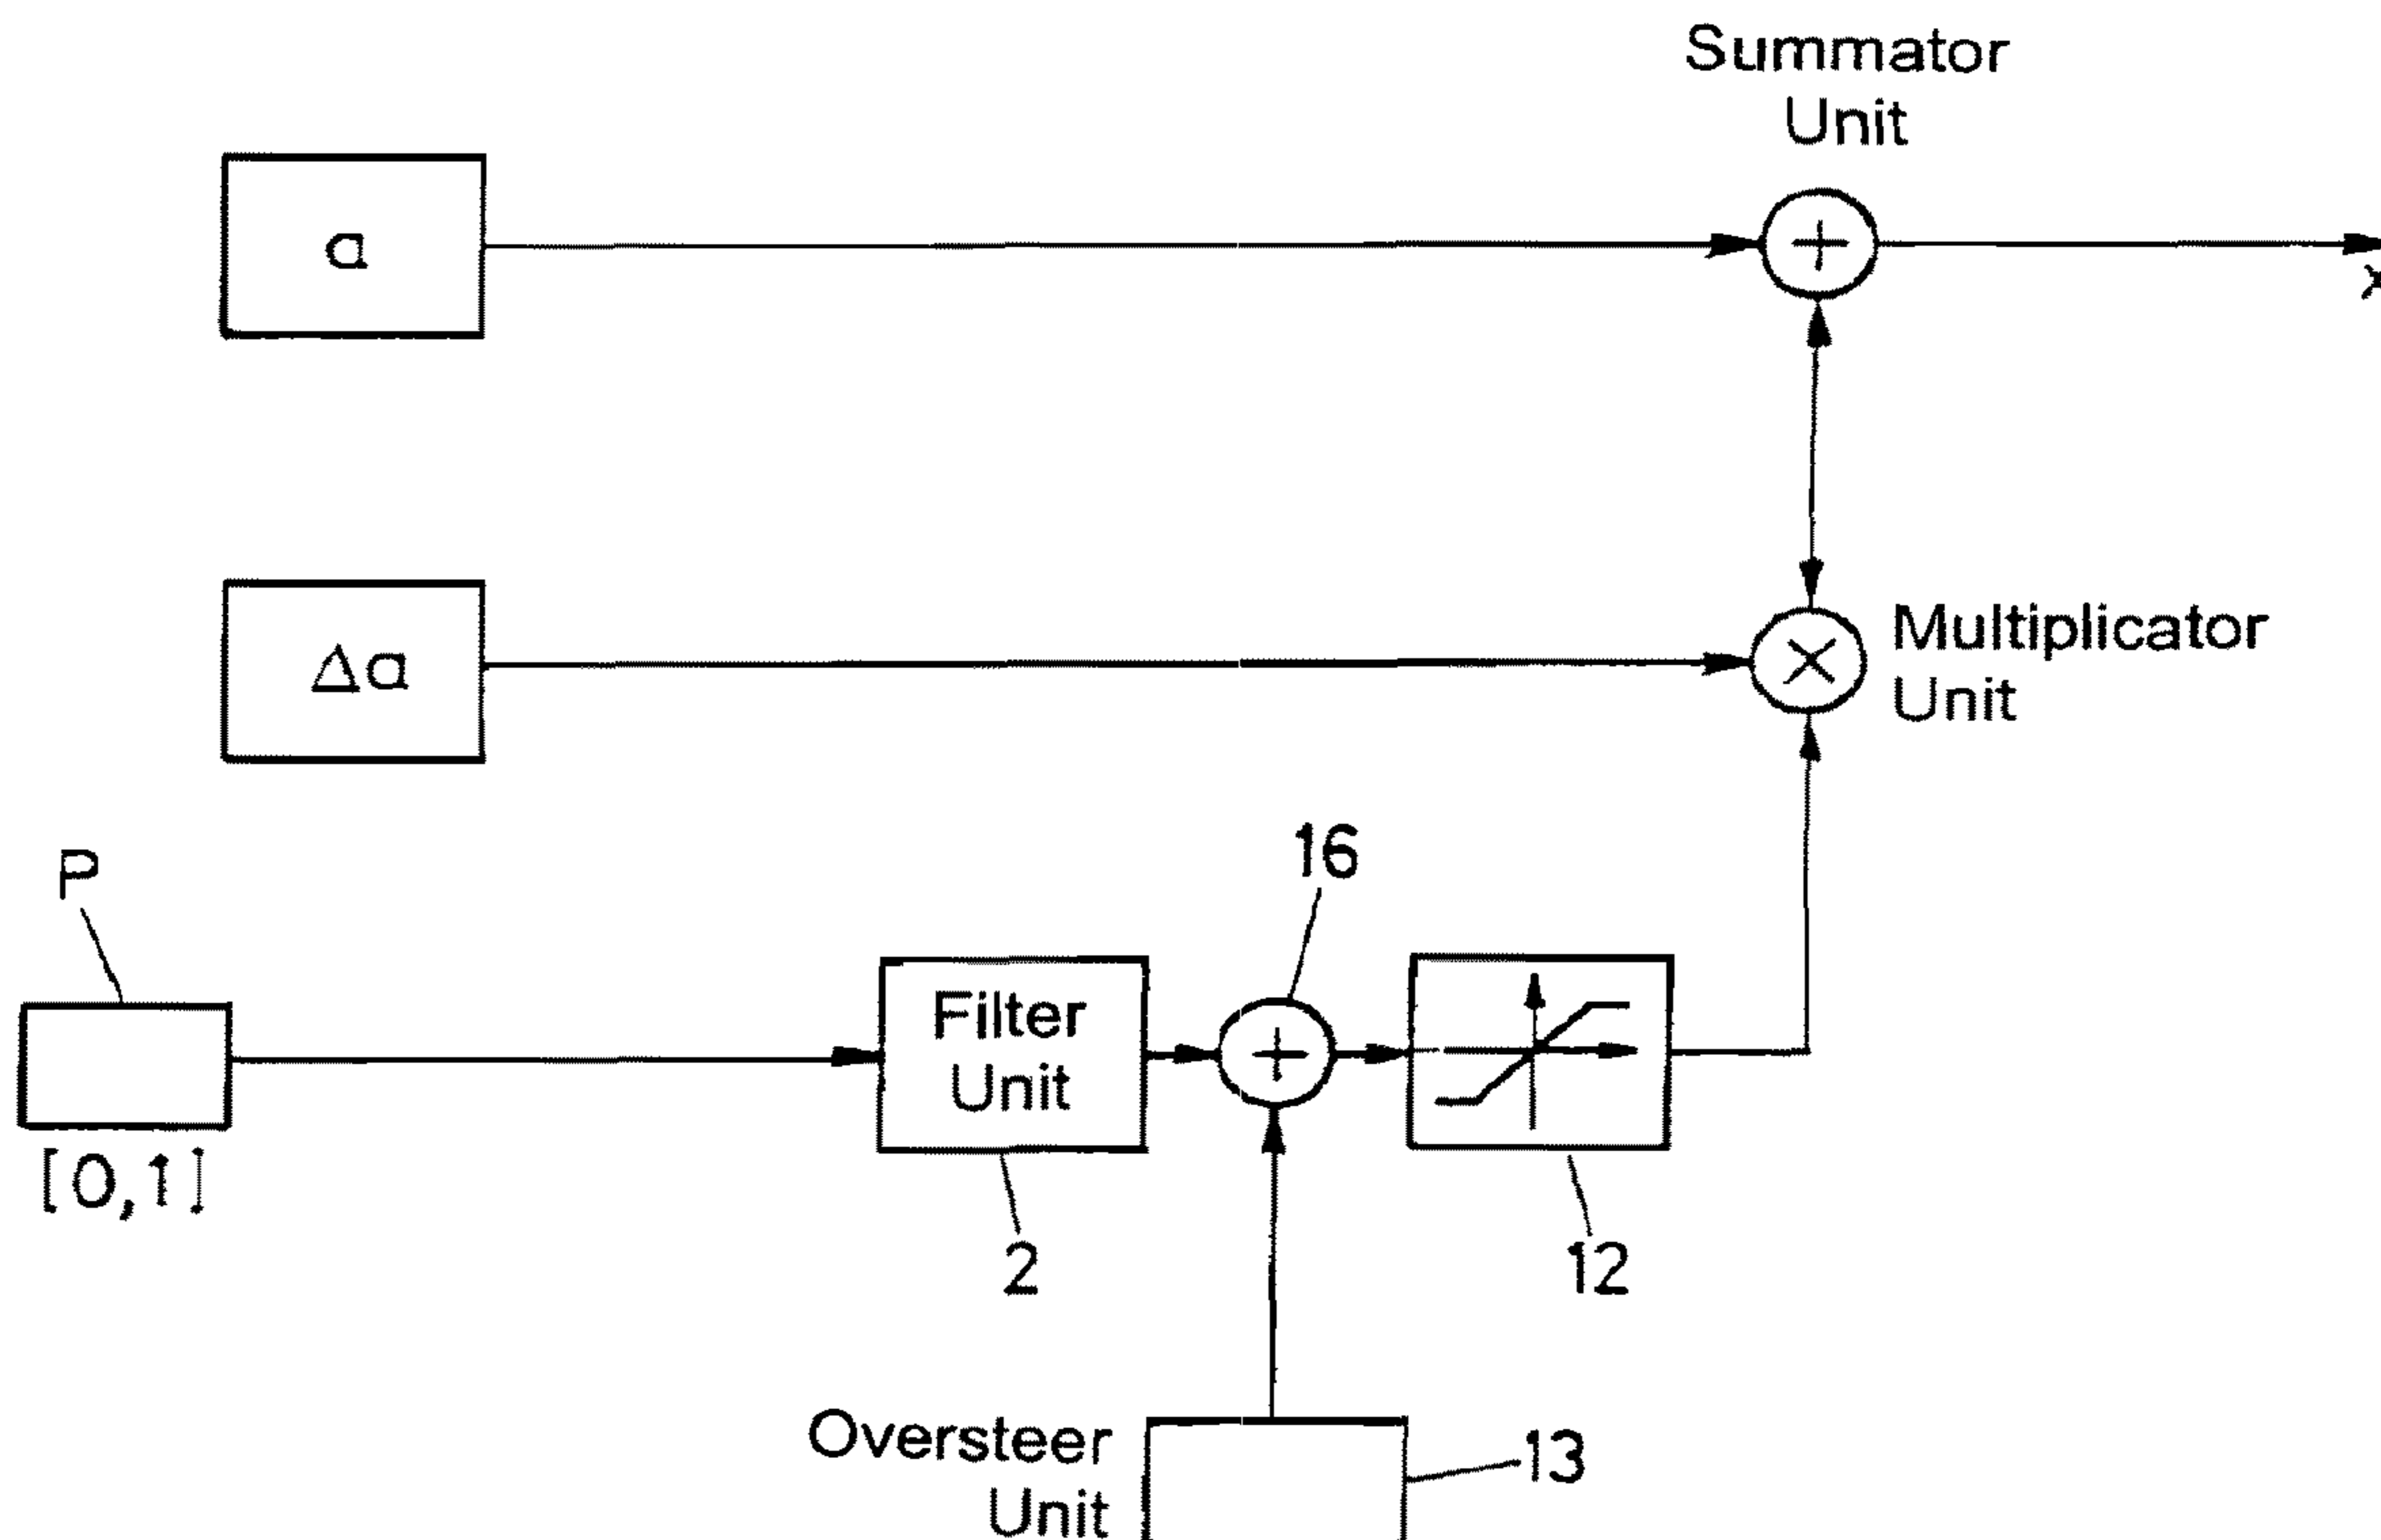 Summator
Unit
a
+
x
Δa
×
Multiplicator
Unit
P
16
Filter
Unit
+
[0,1]
2
12
Oversteer
Unit
13